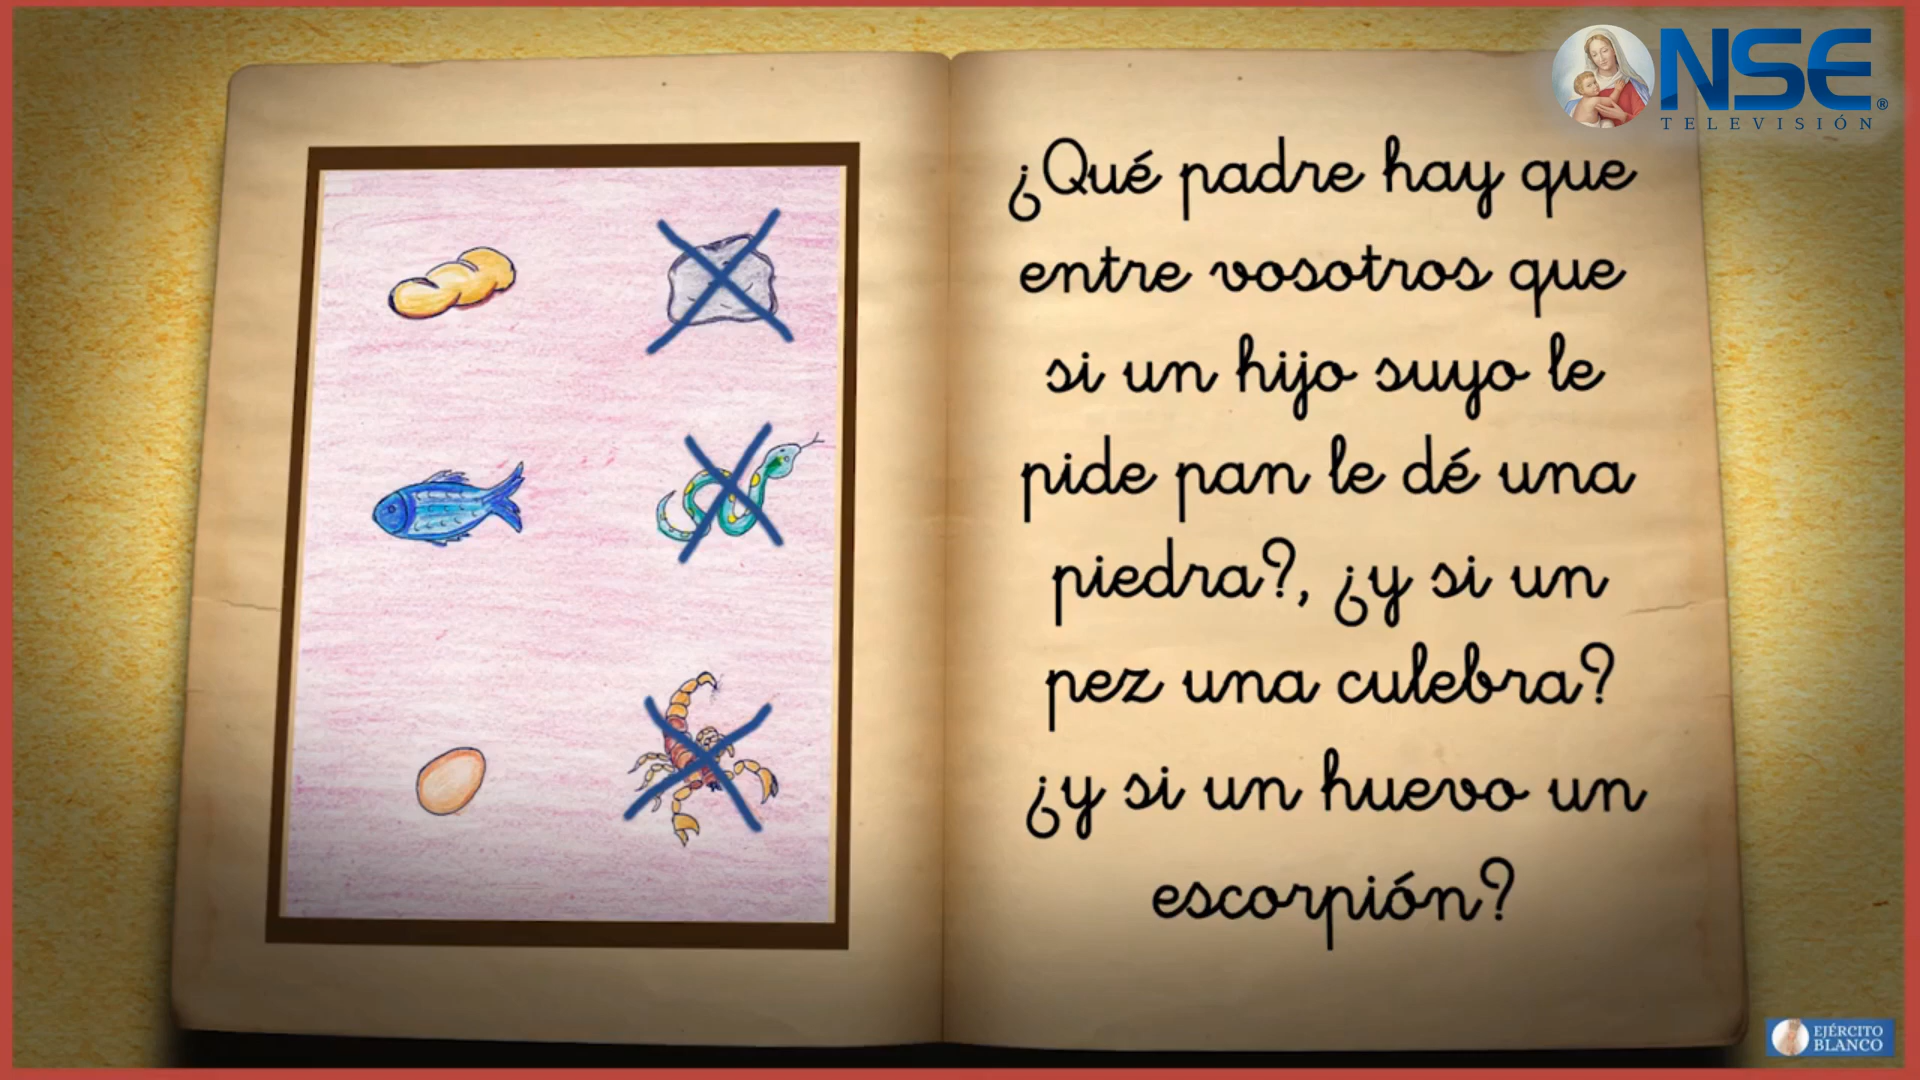 NSE®
TELEVISIÓN
¿Qué padre hay que
entre vosotros que
si un hijo suyo le
pide pan le dé una
piedra?, ¿y si un
pez una culebra?
¿y si un huevo un
escorpión?
EJÉRCITO
BLANCO